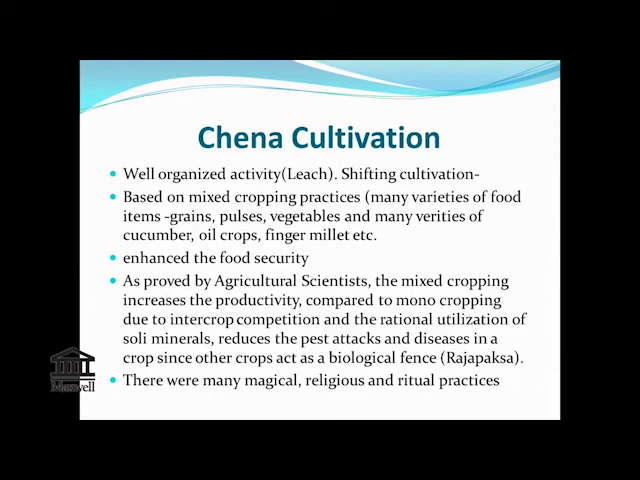 Chena Cultivation
• Well organized activity(Leach). Shifting cultivation-
• Based on mixed cropping practices (many varieties of food
items -grains, pulses, vegetables and many verities of
cucumber, oil crops, finger millet etc.
• enhanced the food security
• As proved by Agricultural Scientists, the mixed cropping
increases the productivity, compared to mono cropping
due to intercrop competition and the rational utilization of
soli minerals, reduces the pest attacks and diseases in a
crop since other crops act as a biological fence (Rajapaksa).
• There were many magical, religious and ritual practices
Maxwell